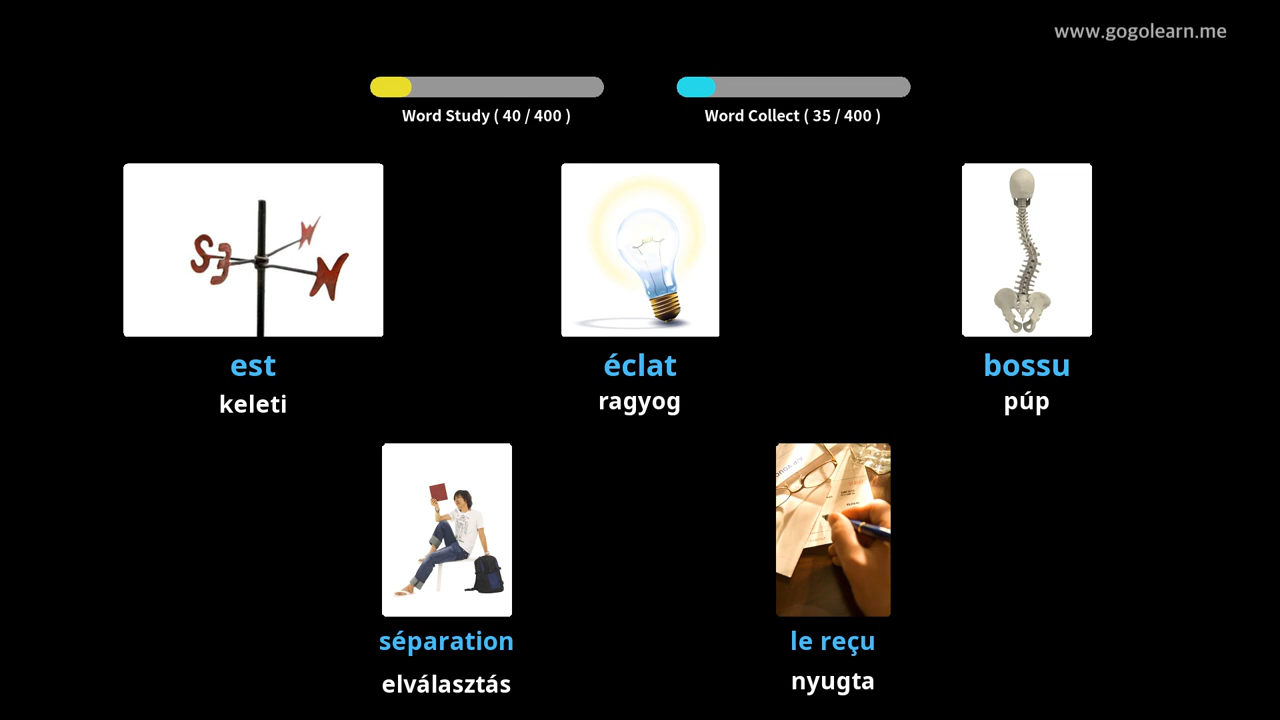 www.gogolearn.me
Word Study ( 40 / 400 )
Word Collect ( 35 / 400 )
est
keleti
éclat
ragyog
bossu
púp
séparation
elválasztás
le reçu
nyugta